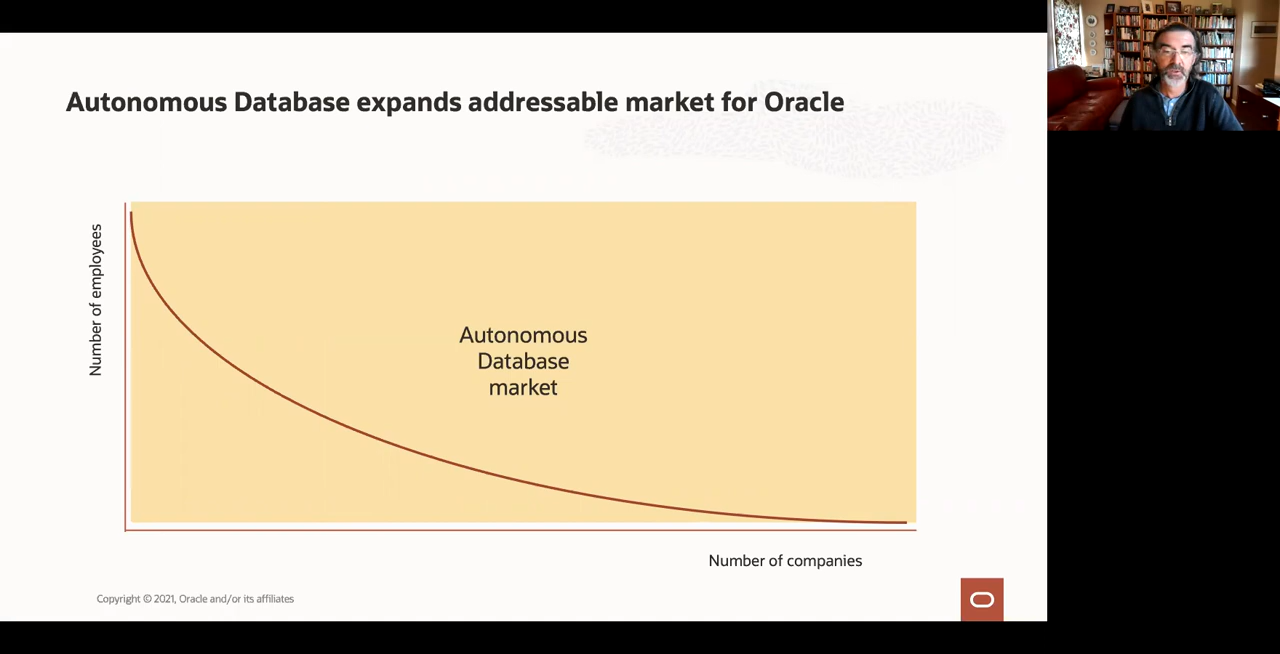 Autonomous Database expands addressable market for Oracle
Number of employees
Autonomous
Database
market
Number of companies
Copyright © 2021, Oracle and/or its affiliates